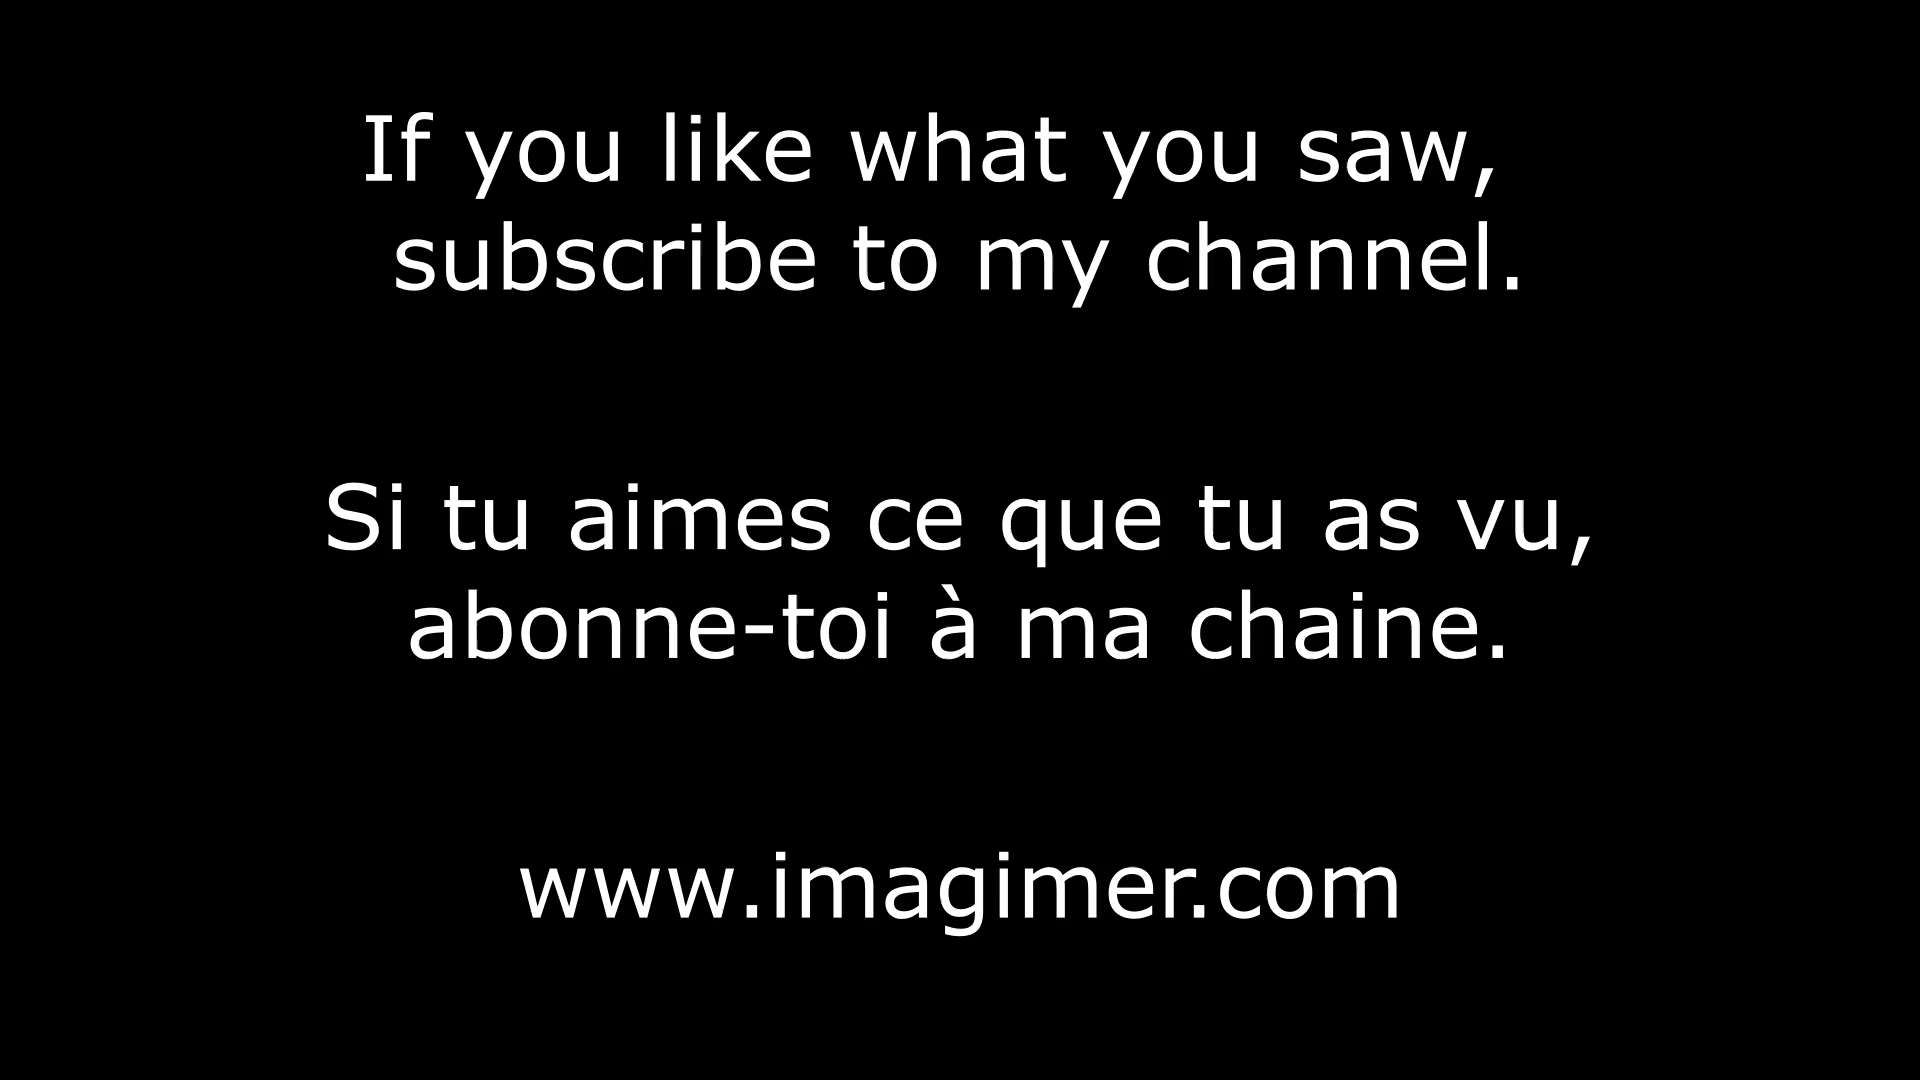 If you like what you saw,
subscribe to my channel.
Si tu aimes ce que tu as vu,
abonne-toi à ma chaine.
www.imagimer.com